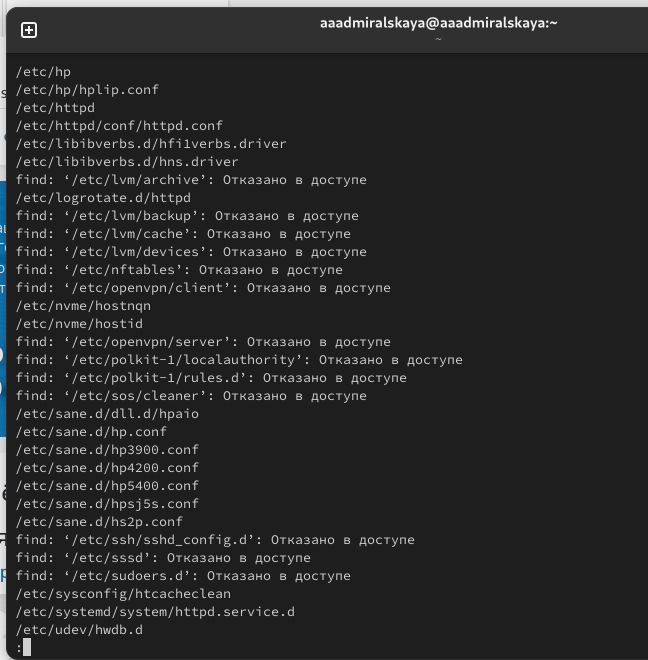 aaadmiralskaya@aaadmiralskaya:~
~
/etc/hp
/etc/hp/hplip.conf
/etc/httpd
/etc/httpd/conf/httpd.conf
/etc/libibverbs.d/hfi1verbs.driver
/etc/libibverbs.d/hns.driver
find: ‘/etc/lvm/archive’: Отказано в доступе
/etc/logrotate.d/httpd
find: ‘/etc/lvm/backup’: Отказано в доступе
find: ‘/etc/lvm/cache’: Отказано в доступе
find: ‘/etc/lvm/devices’: Отказано в доступе
find: ‘/etc/nftables’: Отказано в доступе
find: ‘/etc/openvpn/client’: Отказано в доступе
/etc/nvme/hostnqn
/etc/nvme/hostid
find: ‘/etc/openvpn/server’: Отказано в доступе
find: ‘/etc/polkit-1/localauthority’: Отказано в доступе
find: ‘/etc/polkit-1/rules.d’: Отказано в доступе
find: ‘/etc/sos/cleaner’: Отказано в доступе
/etc/sane.d/dll.d/hpaio
/etc/sane.d/hp.conf
/etc/sane.d/hp3900.conf
/etc/sane.d/hp4200.conf
/etc/sane.d/hp5400.conf
/etc/sane.d/hpsj5s.conf
/etc/sane.d/hs2p.conf
find: ‘/etc/ssh/sshd_config.d’: Отказано в доступе
find: ‘/etc/sssd’: Отказано в доступе
find: ‘/etc/sudoers.d’: Отказано в доступе
/etc/sysconfig/htcacheclean
/etc/systemd/system/httpd.service.d
/etc/udev/hwdb.d
: